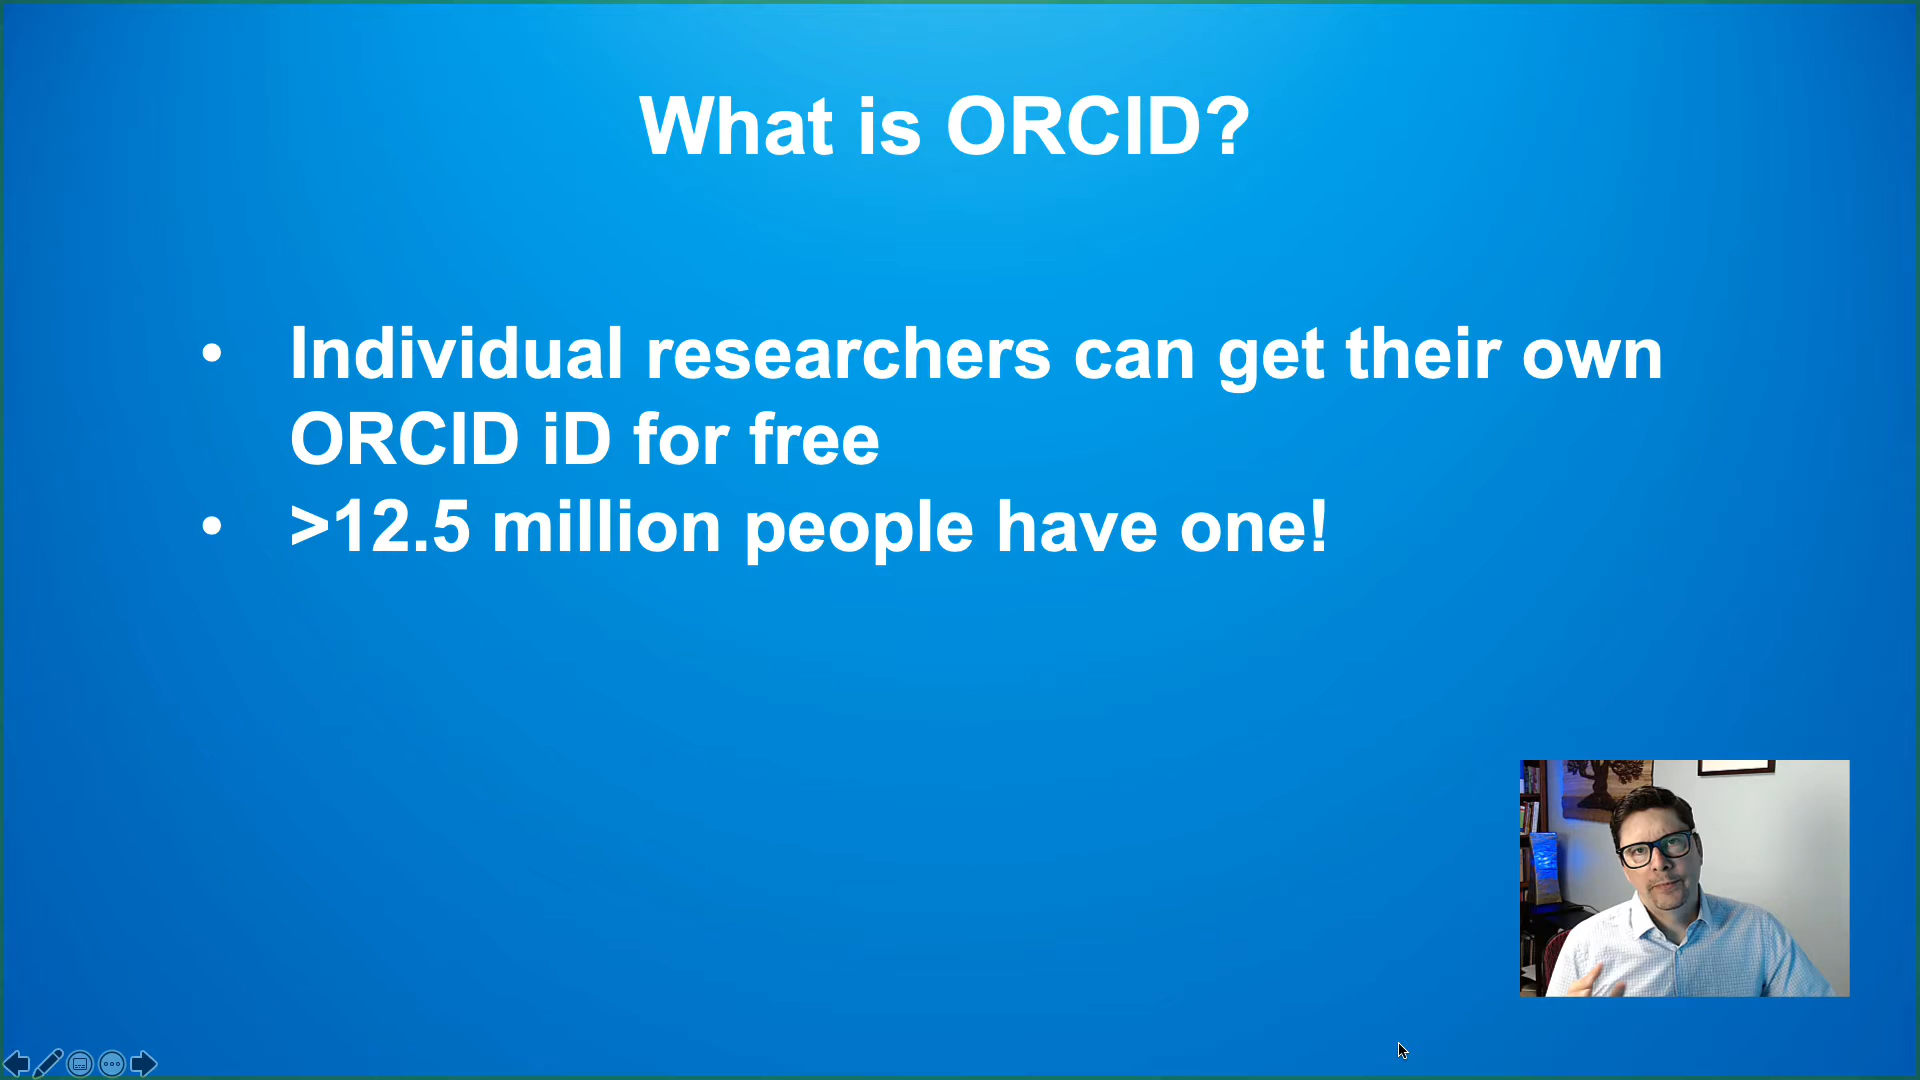 What is ORCID?
• Individual researchers can get their own
ORCID iD for free
• >12.5 million people have one!